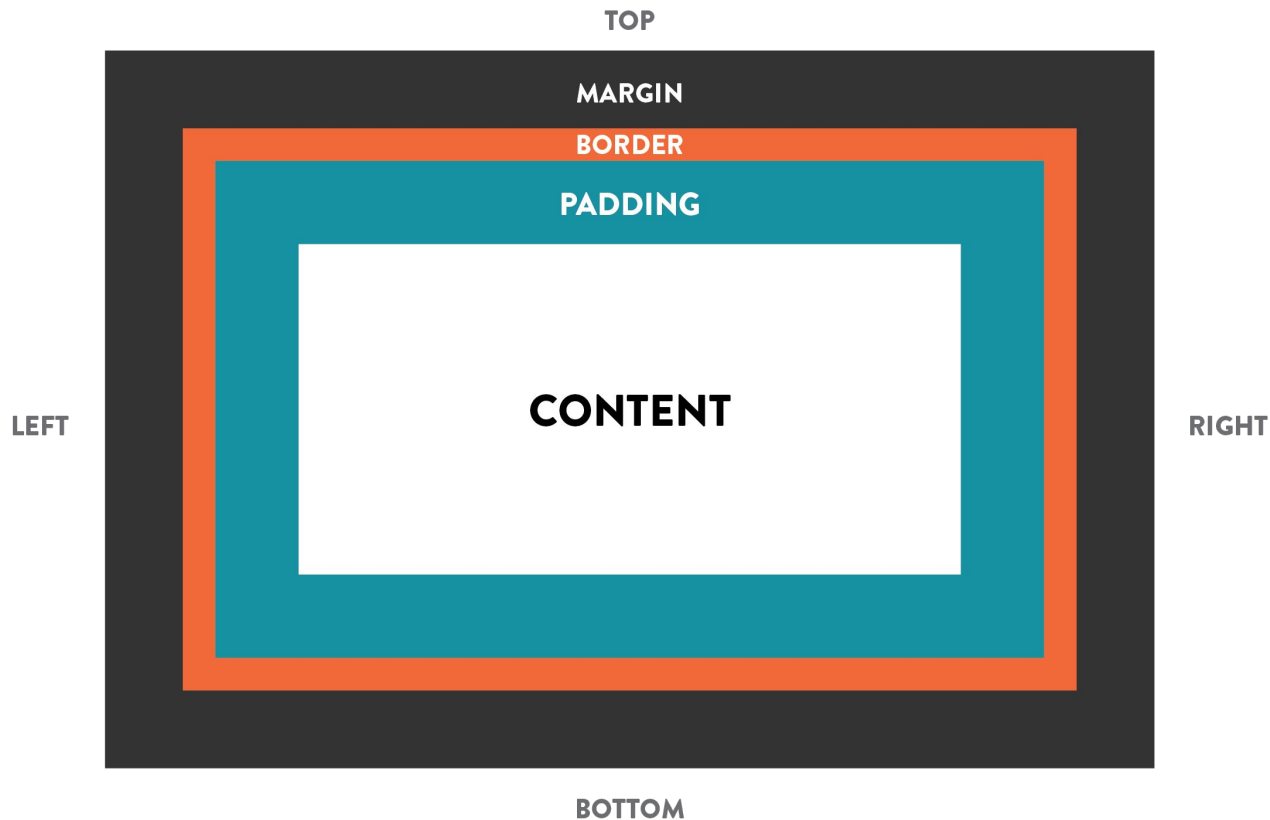 TOP
MARGIN
BORDER
PADDING
CONTENT
LEFT
RIGHT
BOTTOM